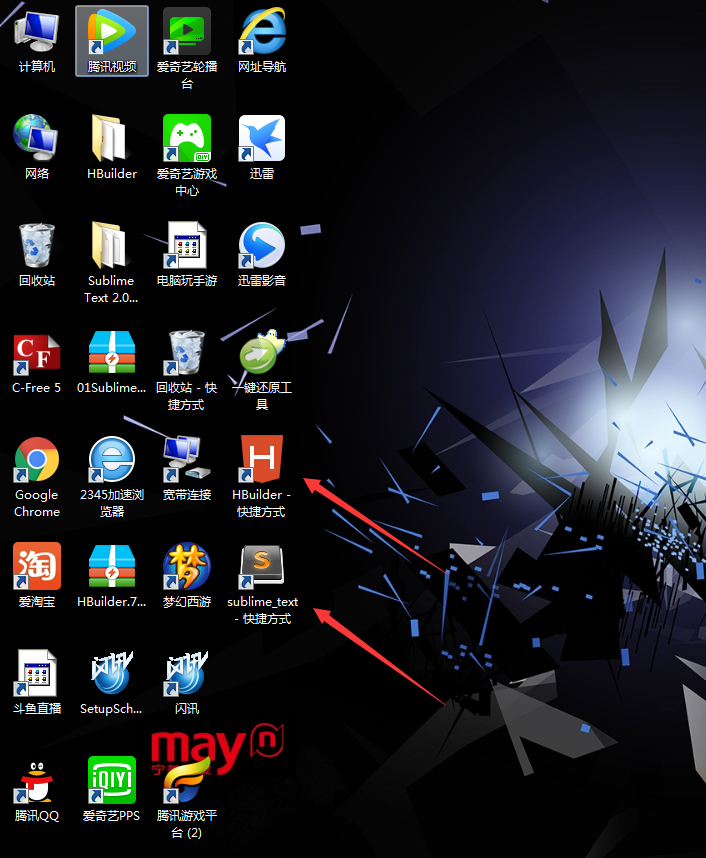 计算机
腾讯视频
爱奇艺轮播
台
网址导航
网络
HBuilder
爱奇艺游戏
中心
迅雷
回收站
Sublime
Text 2.0...
电脑玩手游
迅雷影音
C-Free 5
01Sublime...
回收站 - 快
捷方式
一键还原工
具
Google
Chrome
2345加速浏
览器
宽带连接
HBuilder -
快捷方式
爱淘宝
HBuilder.7...
梦幻西游
sublime_text
- 快捷方式
斗鱼直播
SetupSch...
闪讯
may
腾讯QQ
爱奇艺PPS
腾讯游戏平
台 (2)
CF
QIYI
H
淘
梦
S
闪讯
闪讯
iQIYI